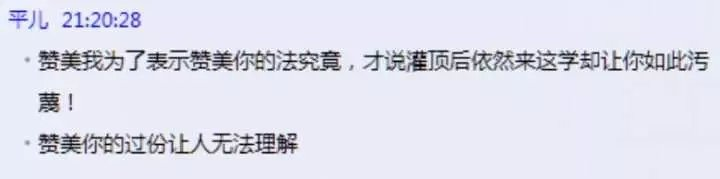 平儿 21:20:28
· 赞美我为了表示赞美你的法究竟，才说灌顶后依然来这学却让你如此污
蔑！
· 赞美你的过份让人无法理解